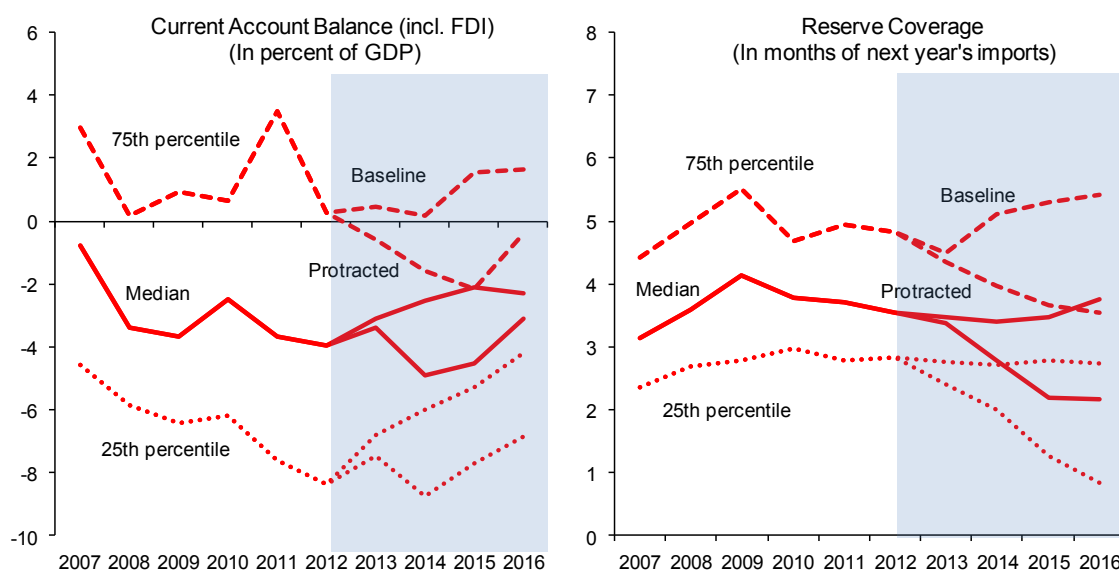 Current Account Balance (incl. FDI)
(In percent of GDP)
6
4
2
0
-2
-4
-6
-8
-10
75th percentile
Baseline
Protracted
Median
25th percentile
2007 2008 2009 2010 2011 2012 2013 2014 2015 2016
Reserve Coverage
(In months of next year's imports)
8
7
6
5
4
3
2
1
0
75th percentile
Baseline
Median
Protracted
25th percentile
2007 2008 2009 2010 2011 2012 2013 2014 2015 2016